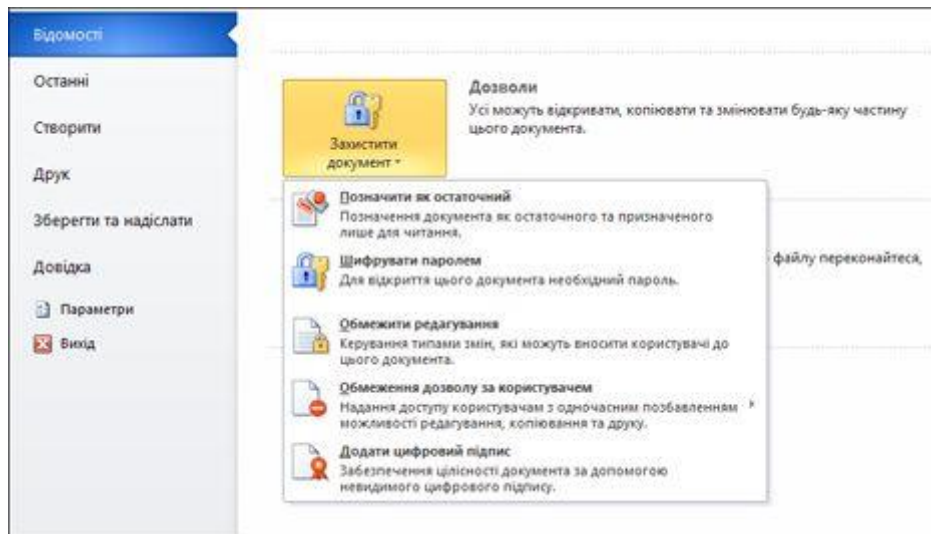 Відомості
Останні
Створити
Друк
Зберегти та надіслати
Довідка
Параметри
Вихід
Захистити
документ
Дозволи
Усі можуть відкривати, копіювати та змінювати будь-яку частину
цього документа.
Позначити як остаточний
Позначення документа як остаточного та призначеного
лише для читання.
Шифрувати паролем
Для відкриття цього документа необхідний пароль.
файлу переконайтеся,
Обмежити редагування
Керування типами змін, які можуть вносити користувачі до
цього документа.
Обмеження дозволу за користувачем
Надання доступу користувачам з одночасним позбавленням
можливості редагування, копіювання та друку.
Додати цифровий підпис
Забезпечення цілісності документа за допомогою
невидимого цифрового підпису.